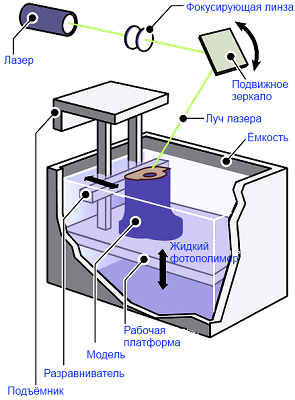 Фокусирующая линза
Лазер
Подвижное
зеркало
Луч лазера
Ёмкость
Жидкий
фотополимер
Рабочая
платформа
Модель
Разравниватель
Подъёмник